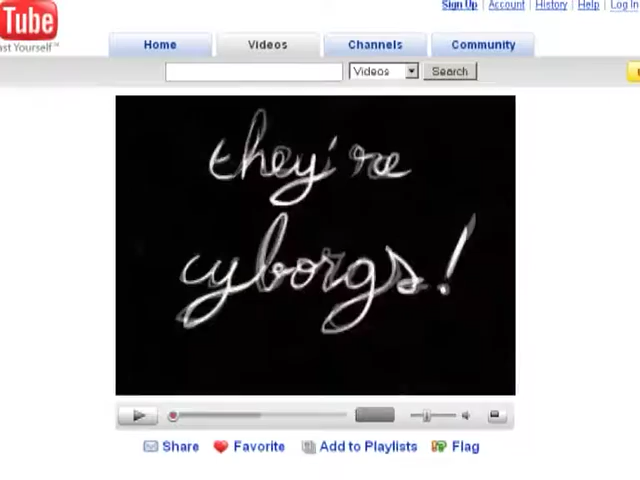 Sign Up | Account | History | Help | Log In
Tube
ast Yourself™
Home Videos Channels Community
Videos Search
they're
cyborgs!
Share Favorite Add to Playlists Flag